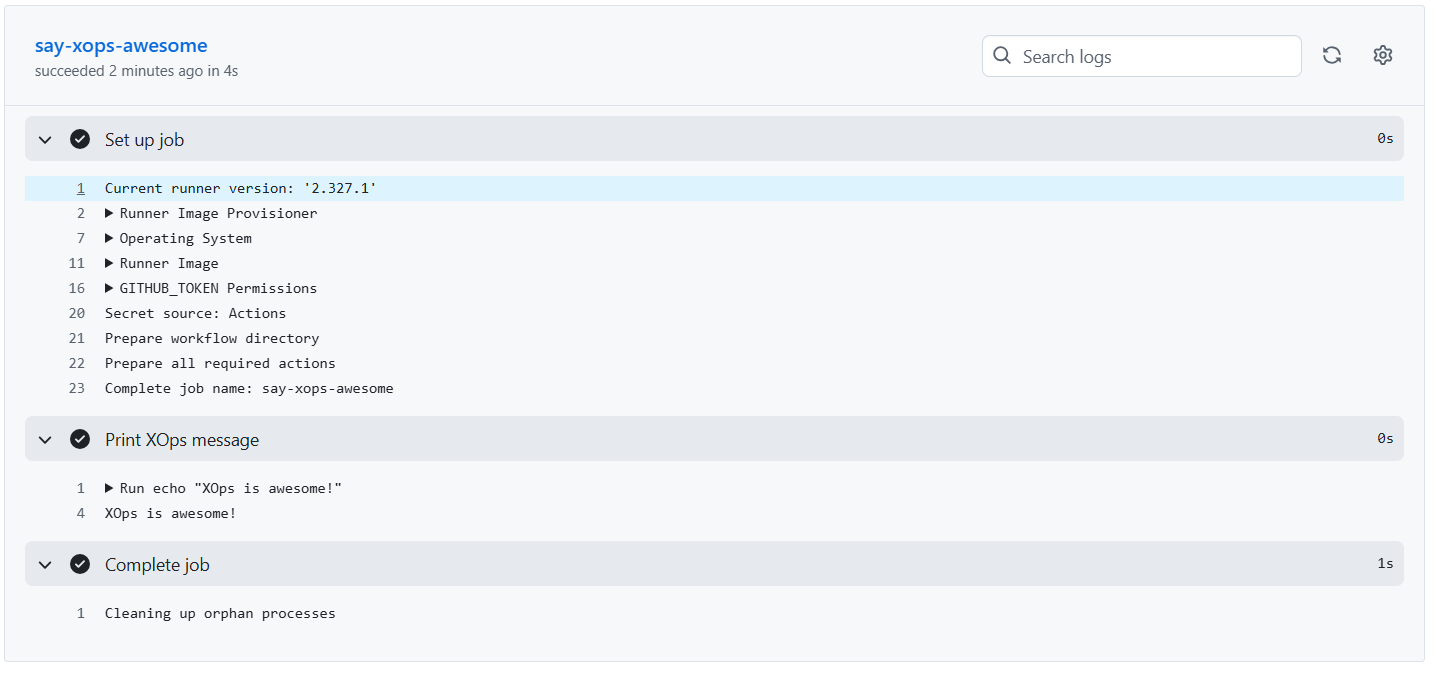 say-xops-awesome
succeeded 2 minutes ago in 4s
Search logs
Set up job 0s
1 Current runner version: '2.327.1'
2 Runner Image Provisioner
7 Operating System
11 Runner Image
16 GITHUB_TOKEN Permissions
20 Secret source: Actions
21 Prepare workflow directory
22 Prepare all required actions
23 Complete job name: say-xops-awesome
Print XOps message 0s
1 Run echo "XOps is awesome!"
4 XOps is awesome!
Complete job 1s
1 Cleaning up orphan processes